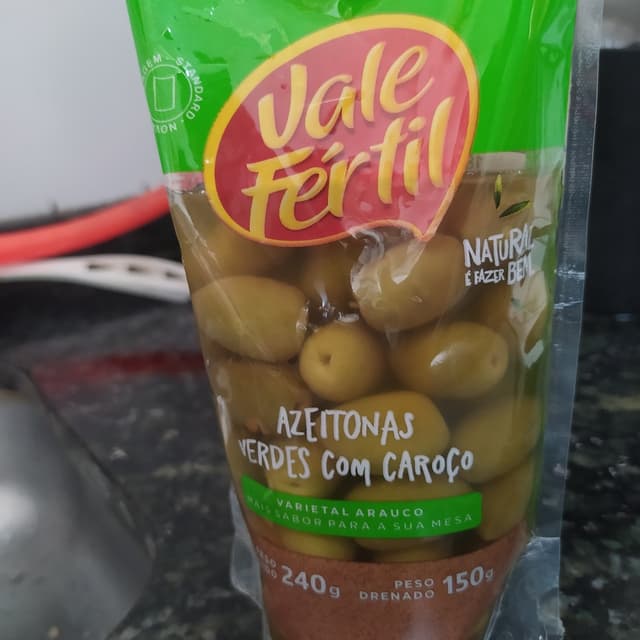 STANDARD
Vale
Fértil
NATURAL
É FAZER BEM
AZEITONAS
VERDES COM CAROÇO
VARIETAL ARAUCO
MAIS SABOR PARA A SUA MESA
240g
PESO
DRENADO 150g